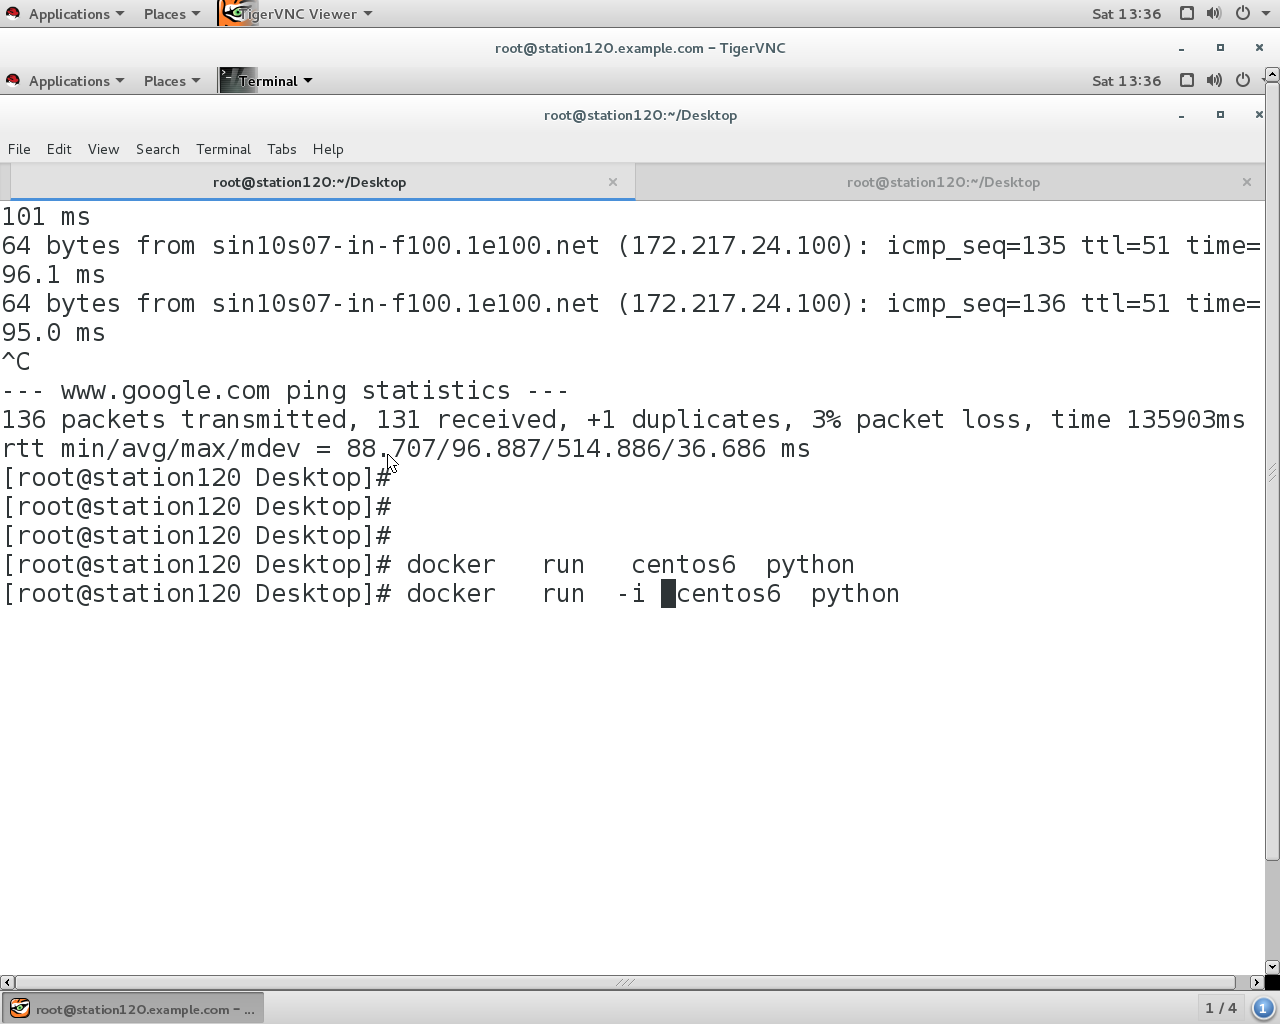 Applications Places TigerVNC Viewer Sat 13:36
root@station120.example.com - TigerVNC
Applications Places Terminal Sat 13:36
root@station120:~/Desktop
File Edit View Search Terminal Tabs Help
root@station120:~/Desktop root@station120:~/Desktop
101 ms
64 bytes from sin10s07-in-f100.1e100.net (172.217.24.100): icmp_seq=135 ttl=51 time=
96.1 ms
64 bytes from sin10s07-in-f100.1e100.net (172.217.24.100): icmp_seq=136 ttl=51 time=
95.0 ms
^C
--- www.google.com ping statistics ---
136 packets transmitted, 131 received, +1 duplicates, 3% packet loss, time 135903ms
rtt min/avg/max/mdev = 88.707/96.887/514.886/36.686 ms
[root@station120 Desktop]#
[root@station120 Desktop]#
[root@station120 Desktop]#
[root@station120 Desktop]# docker   run   centos6  python
[root@station120 Desktop]# docker   run  -i  centos6  python
root@station120.example.com - ... 1 / 4 1